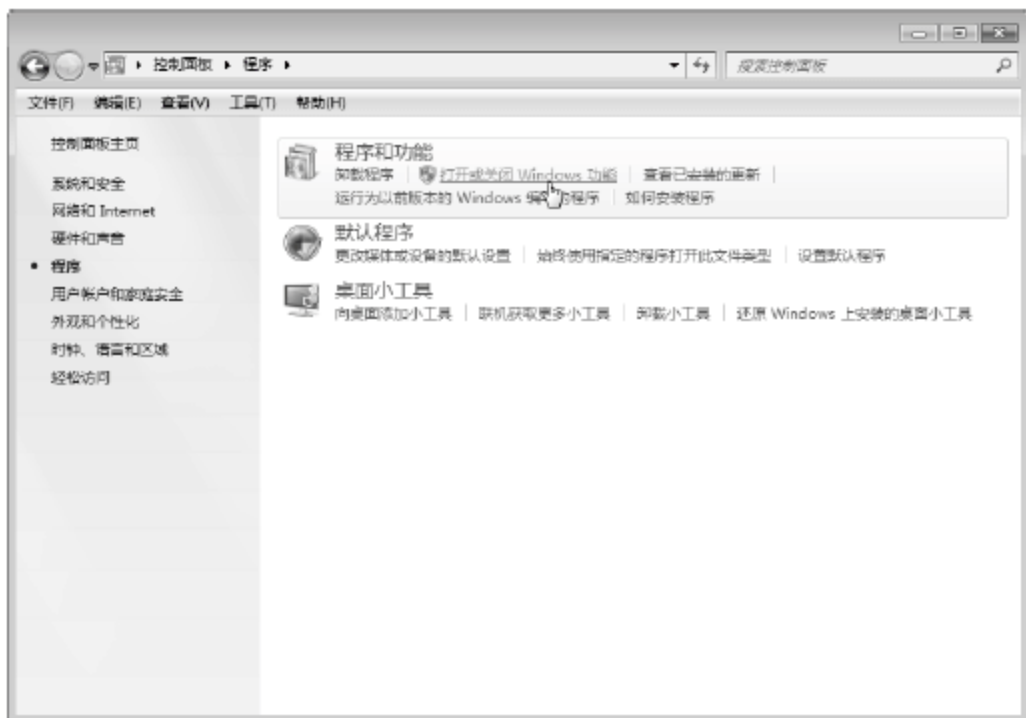 控制面板 ▸ 程序 ▸
搜索控制面板
文件(F) 编辑(E) 查看(V) 工具(T) 帮助(H)
控制面板主页
系统和安全
网络和 Internet
硬件和声音
• 程序
用户帐户和家庭安全
外观和个性化
时钟、语言和区域
轻松访问
程序和功能
卸载程序 | 打开或关闭 Windows 功能 | 查看已安装的更新 |
运行为以前版本的 Windows 编的程序 | 如何安装程序
默认程序
更改媒体或设备的默认设置 | 始终使用指定的程序打开此文件类型 | 设置默认程序
桌面小工具
向桌面添加小工具 | 联机获取更多小工具 | 卸载小工具 | 还原 Windows 上安装的桌面小工具